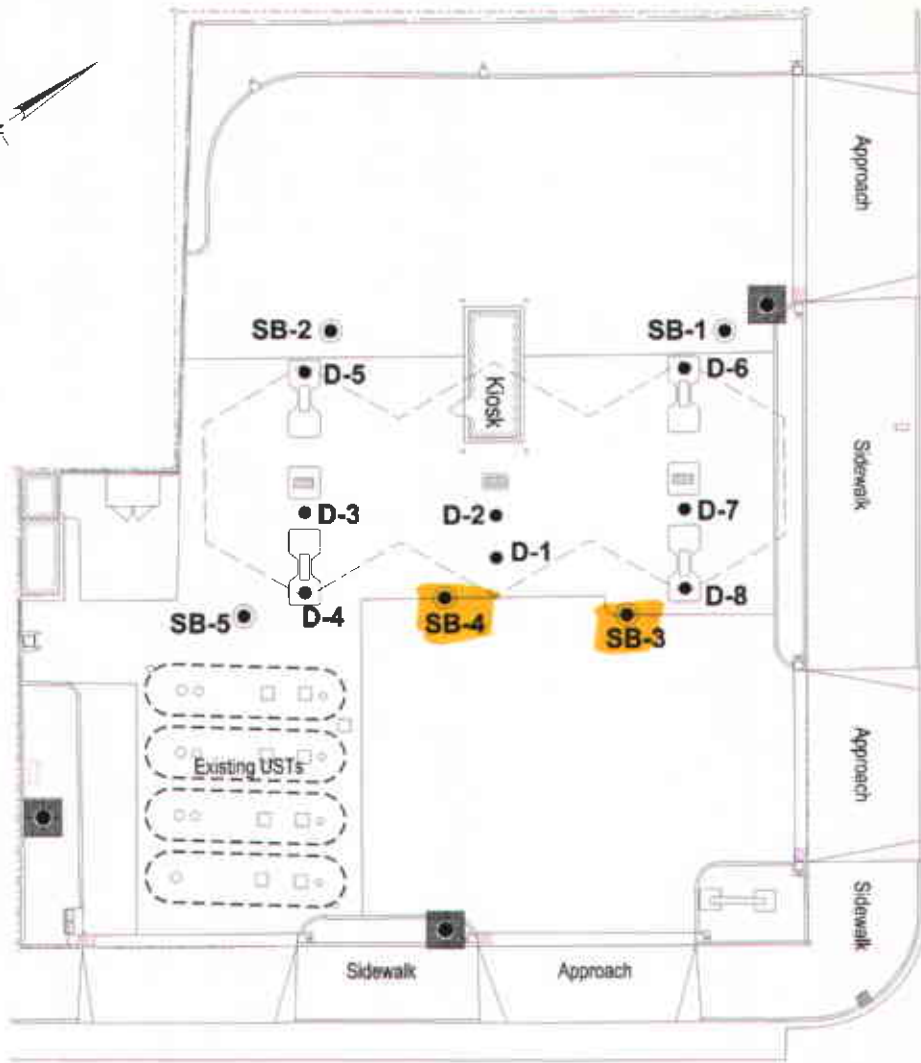 Approach
SB-2
SB-1
D-5
D-6
Kiosk
Sidewalk
D-3
D-2
D-7
D-1
D-8
D-4
SB-4
SB-5
SB-3
Approach
Existing USTs
Sidewalk
Sidewalk
Approach